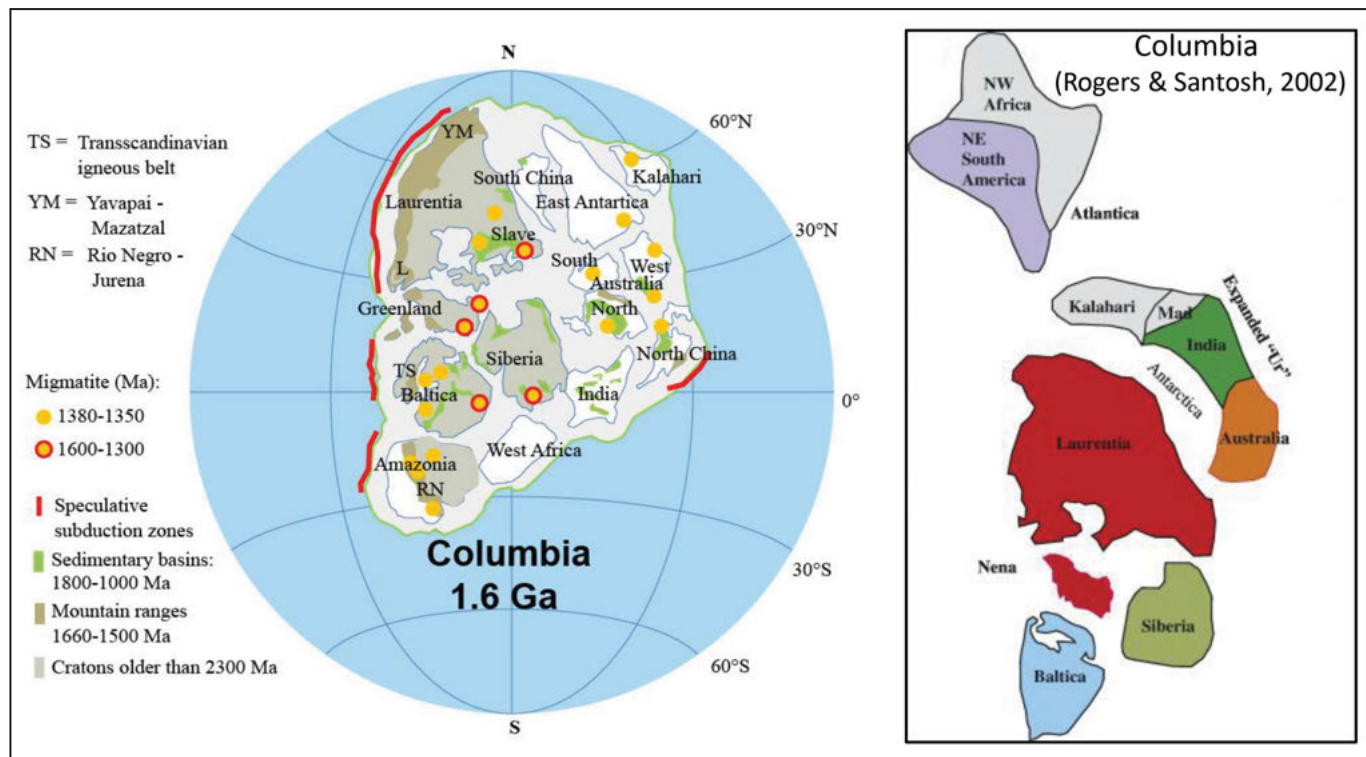 N
60°N
30°N
0°
30°S
60°S
S
TS = Transscandinavian
igneous belt
YM = Yavapai -
Mazatzal
RN = Rio Negro -
Jurena
Migmatite (Ma):
1380-1350
1600-1300
Speculative
subduction zones
Sedimentary basins:
1800-1000 Ma
Mountain ranges
1660-1500 Ma
Cratons older than 2300 Ma
YM
Laurentia
South China
Kalahari
East Antartica
Slave
L
South
West
Australia
Greenland
North
Siberia
North China
TS
Baltica
India
West Africa
Amazonia
RN
Columbia
1.6 Ga
Columbia
(Rogers & Santosh, 2002)
NW
Africa
NE
South
America
Atlantica
Kalahari
Mad
India
Expanded "Ur"
Antarctica
Australia
Laurentia
Nena
Siberia
Baltica